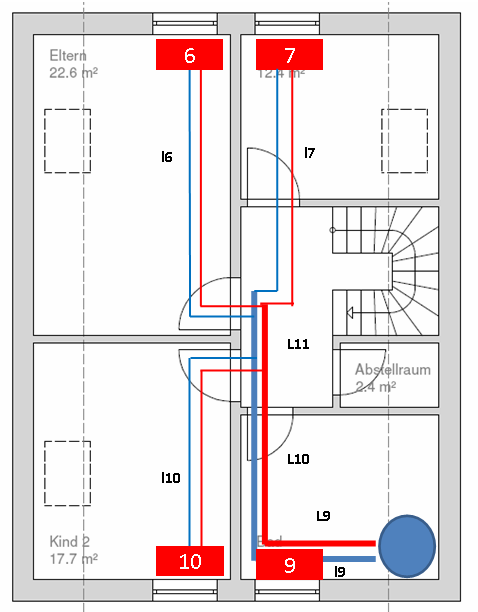 Eltern
22.6 m²
6
7
12.4 m²
l6
l7
L11
Abstellraum
2.4 m²
L10
l10
L9
Kind 2
17.7 m²
10
9
l9